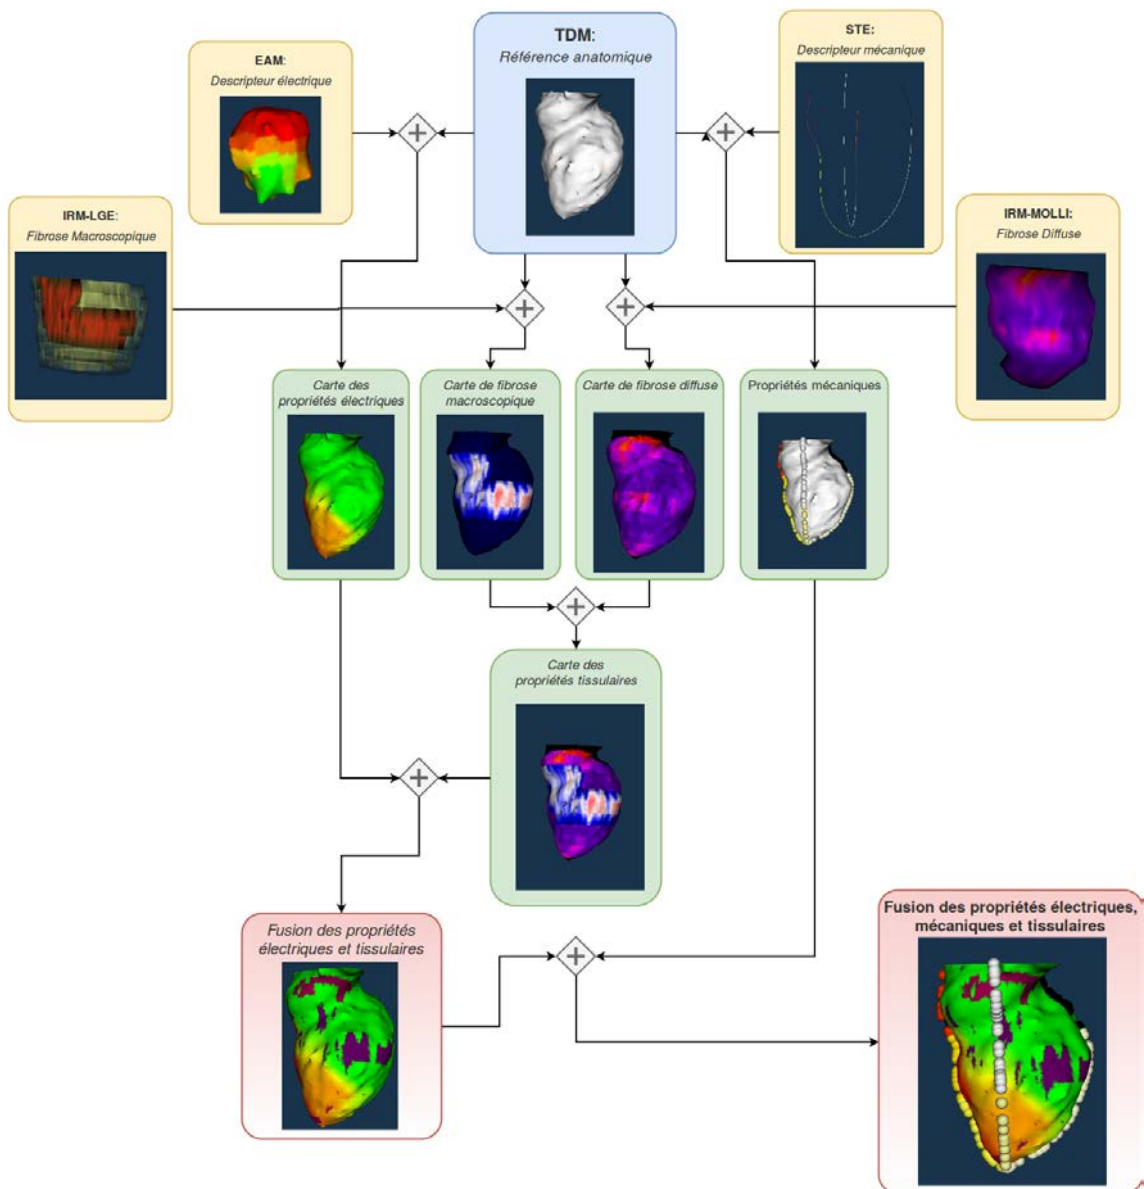 TDM:
Référence anatomique
EAM:
Descripteur électrique
STE:
Descripteur mécanique
IRM-LGE:
Fibrose Macroscopique
IRM-MOLLI:
Fibrose Diffuse
Carte des
propriétés électriques
Carte de fibrose
macroscopique
Carte de fibrose diffuse
Propriétés mécaniques
Carte des
propriétés tissulaires
Fusion des propriétés
électriques et tissulaires
Fusion des propriétés électriques,
mécaniques et tissulaires